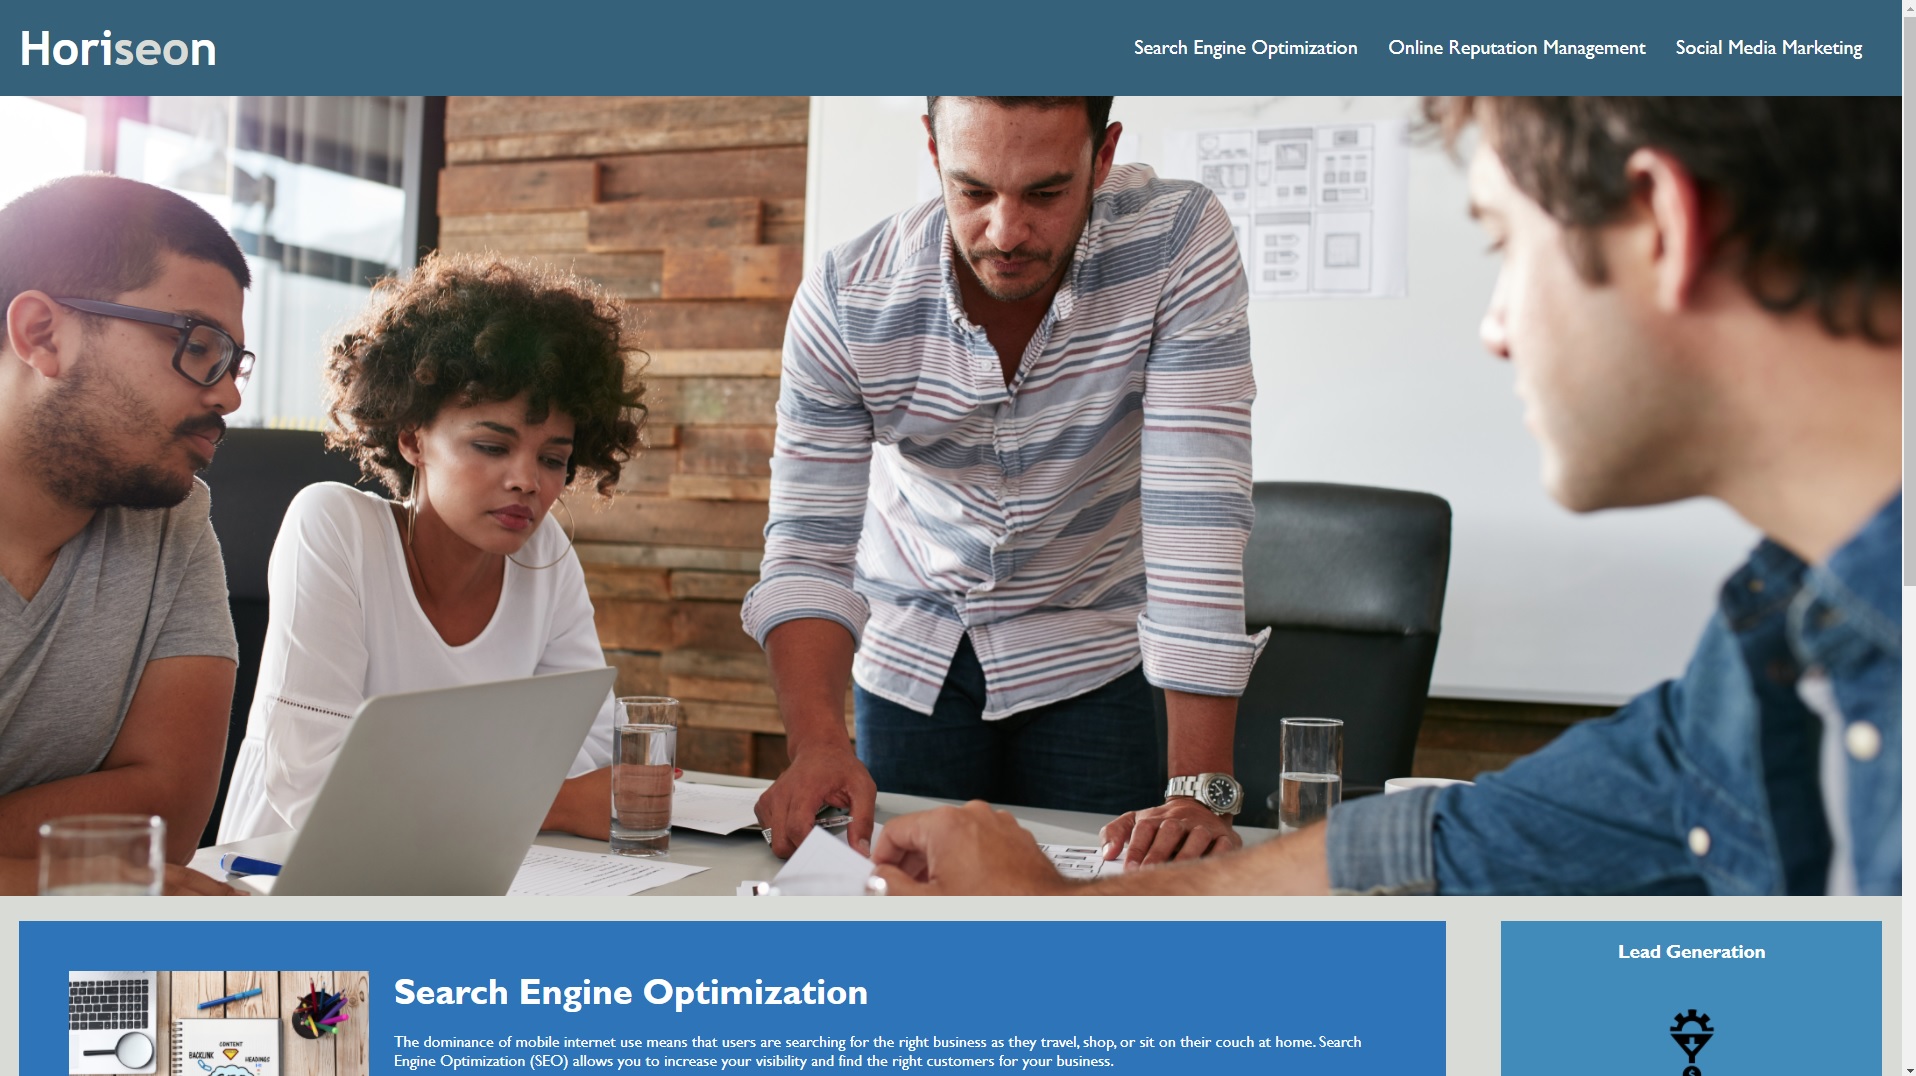 Horiseon
Search Engine Optimization
Online Reputation Management
Social Media Marketing
Search Engine Optimization
The dominance of mobile internet use means that users are searching for the right business as they travel, shop, or sit on their couch at home. Search
Engine Optimization (SEO) allows you to increase your visibility and find the right customers for your business.
CONTENT
BACKLINK
HEADINGS
Lead Generation